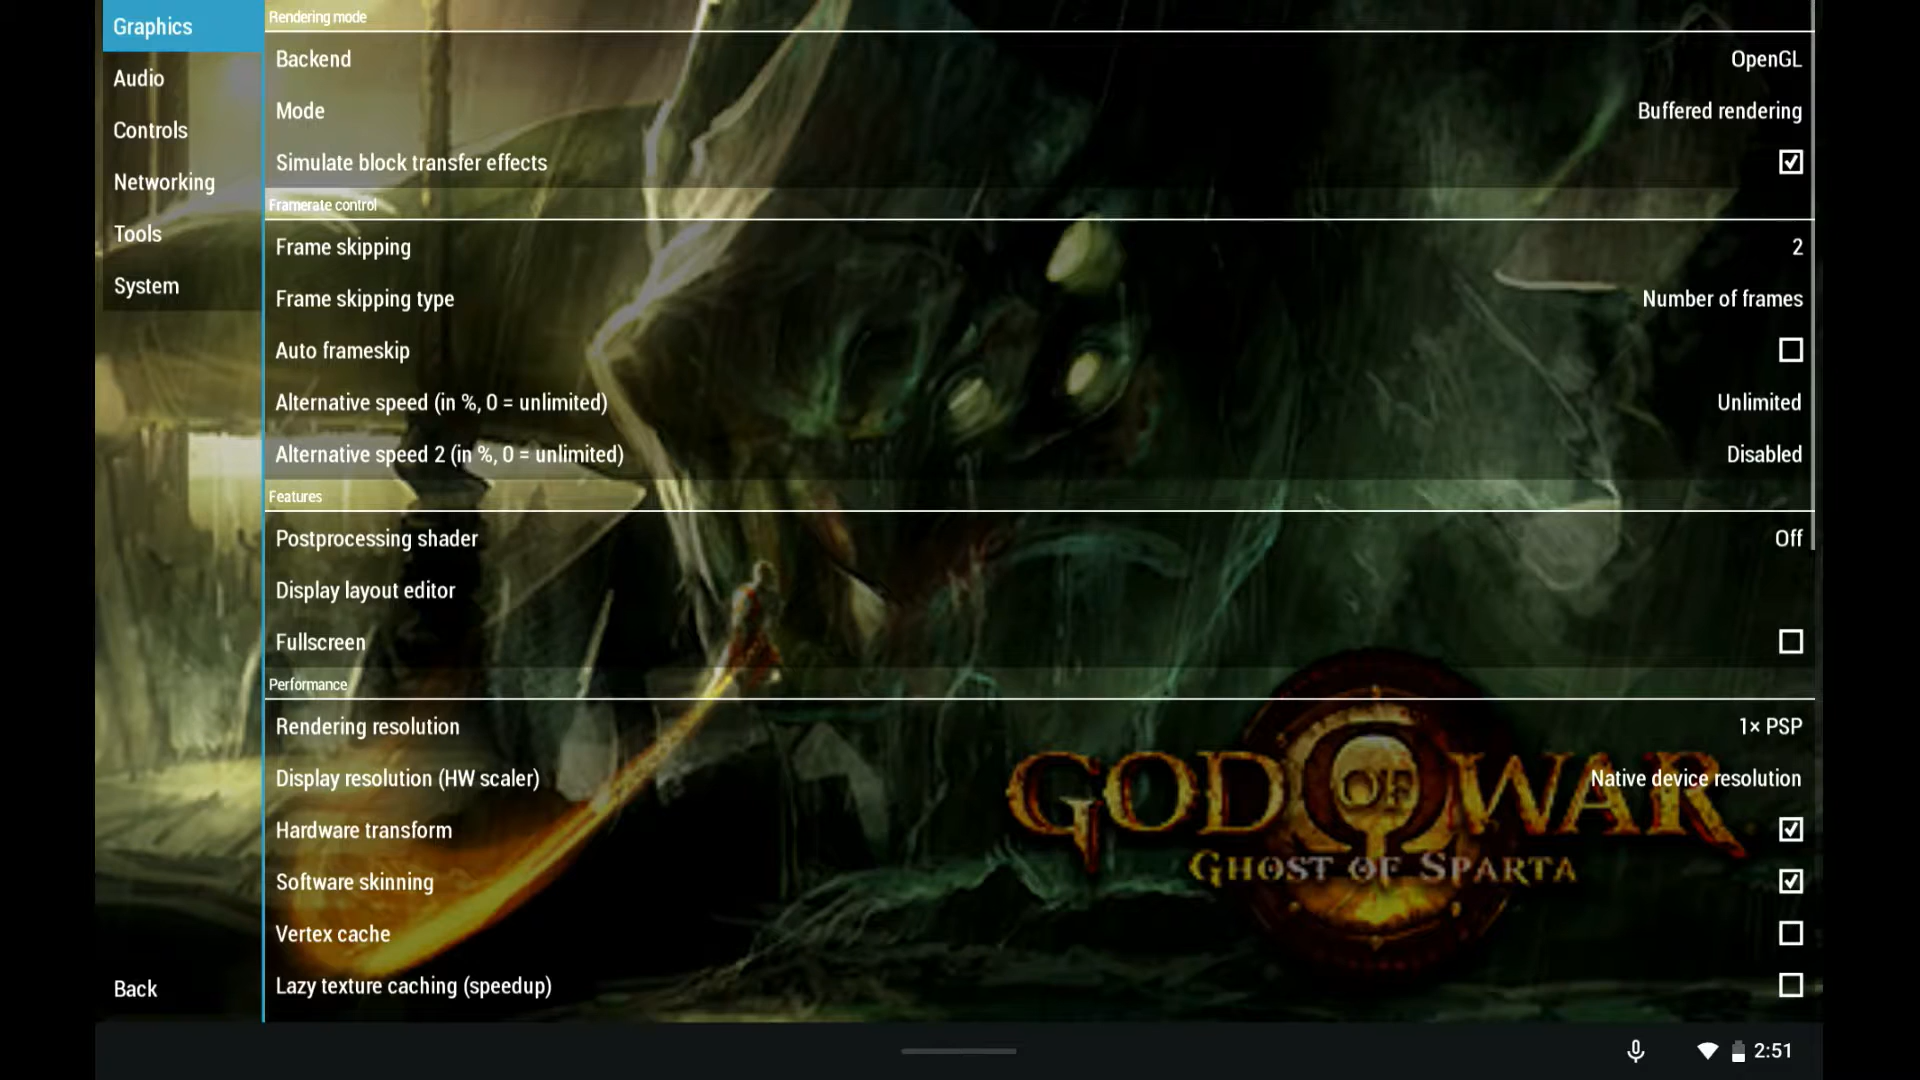 Graphics
Audio
Controls
Networking
Tools
System
Back
Rendering mode
Backend OpenGL
Mode Buffered rendering
Simulate block transfer effects
Framerate control
Frame skipping 2
Frame skipping type Number of frames
Auto frameskip
Alternative speed (in %, 0 = unlimited) Unlimited
Alternative speed 2 (in %, 0 = unlimited) Disabled
Features
Postprocessing shader Off
Display layout editor
Fullscreen
Performance
Rendering resolution 1× PSP
Display resolution (HW scaler) Native device resolution
Hardware transform
Software skinning
Vertex cache
Lazy texture caching (speedup)
GOD OF WAR
GHOST OF SPARTA
2:51